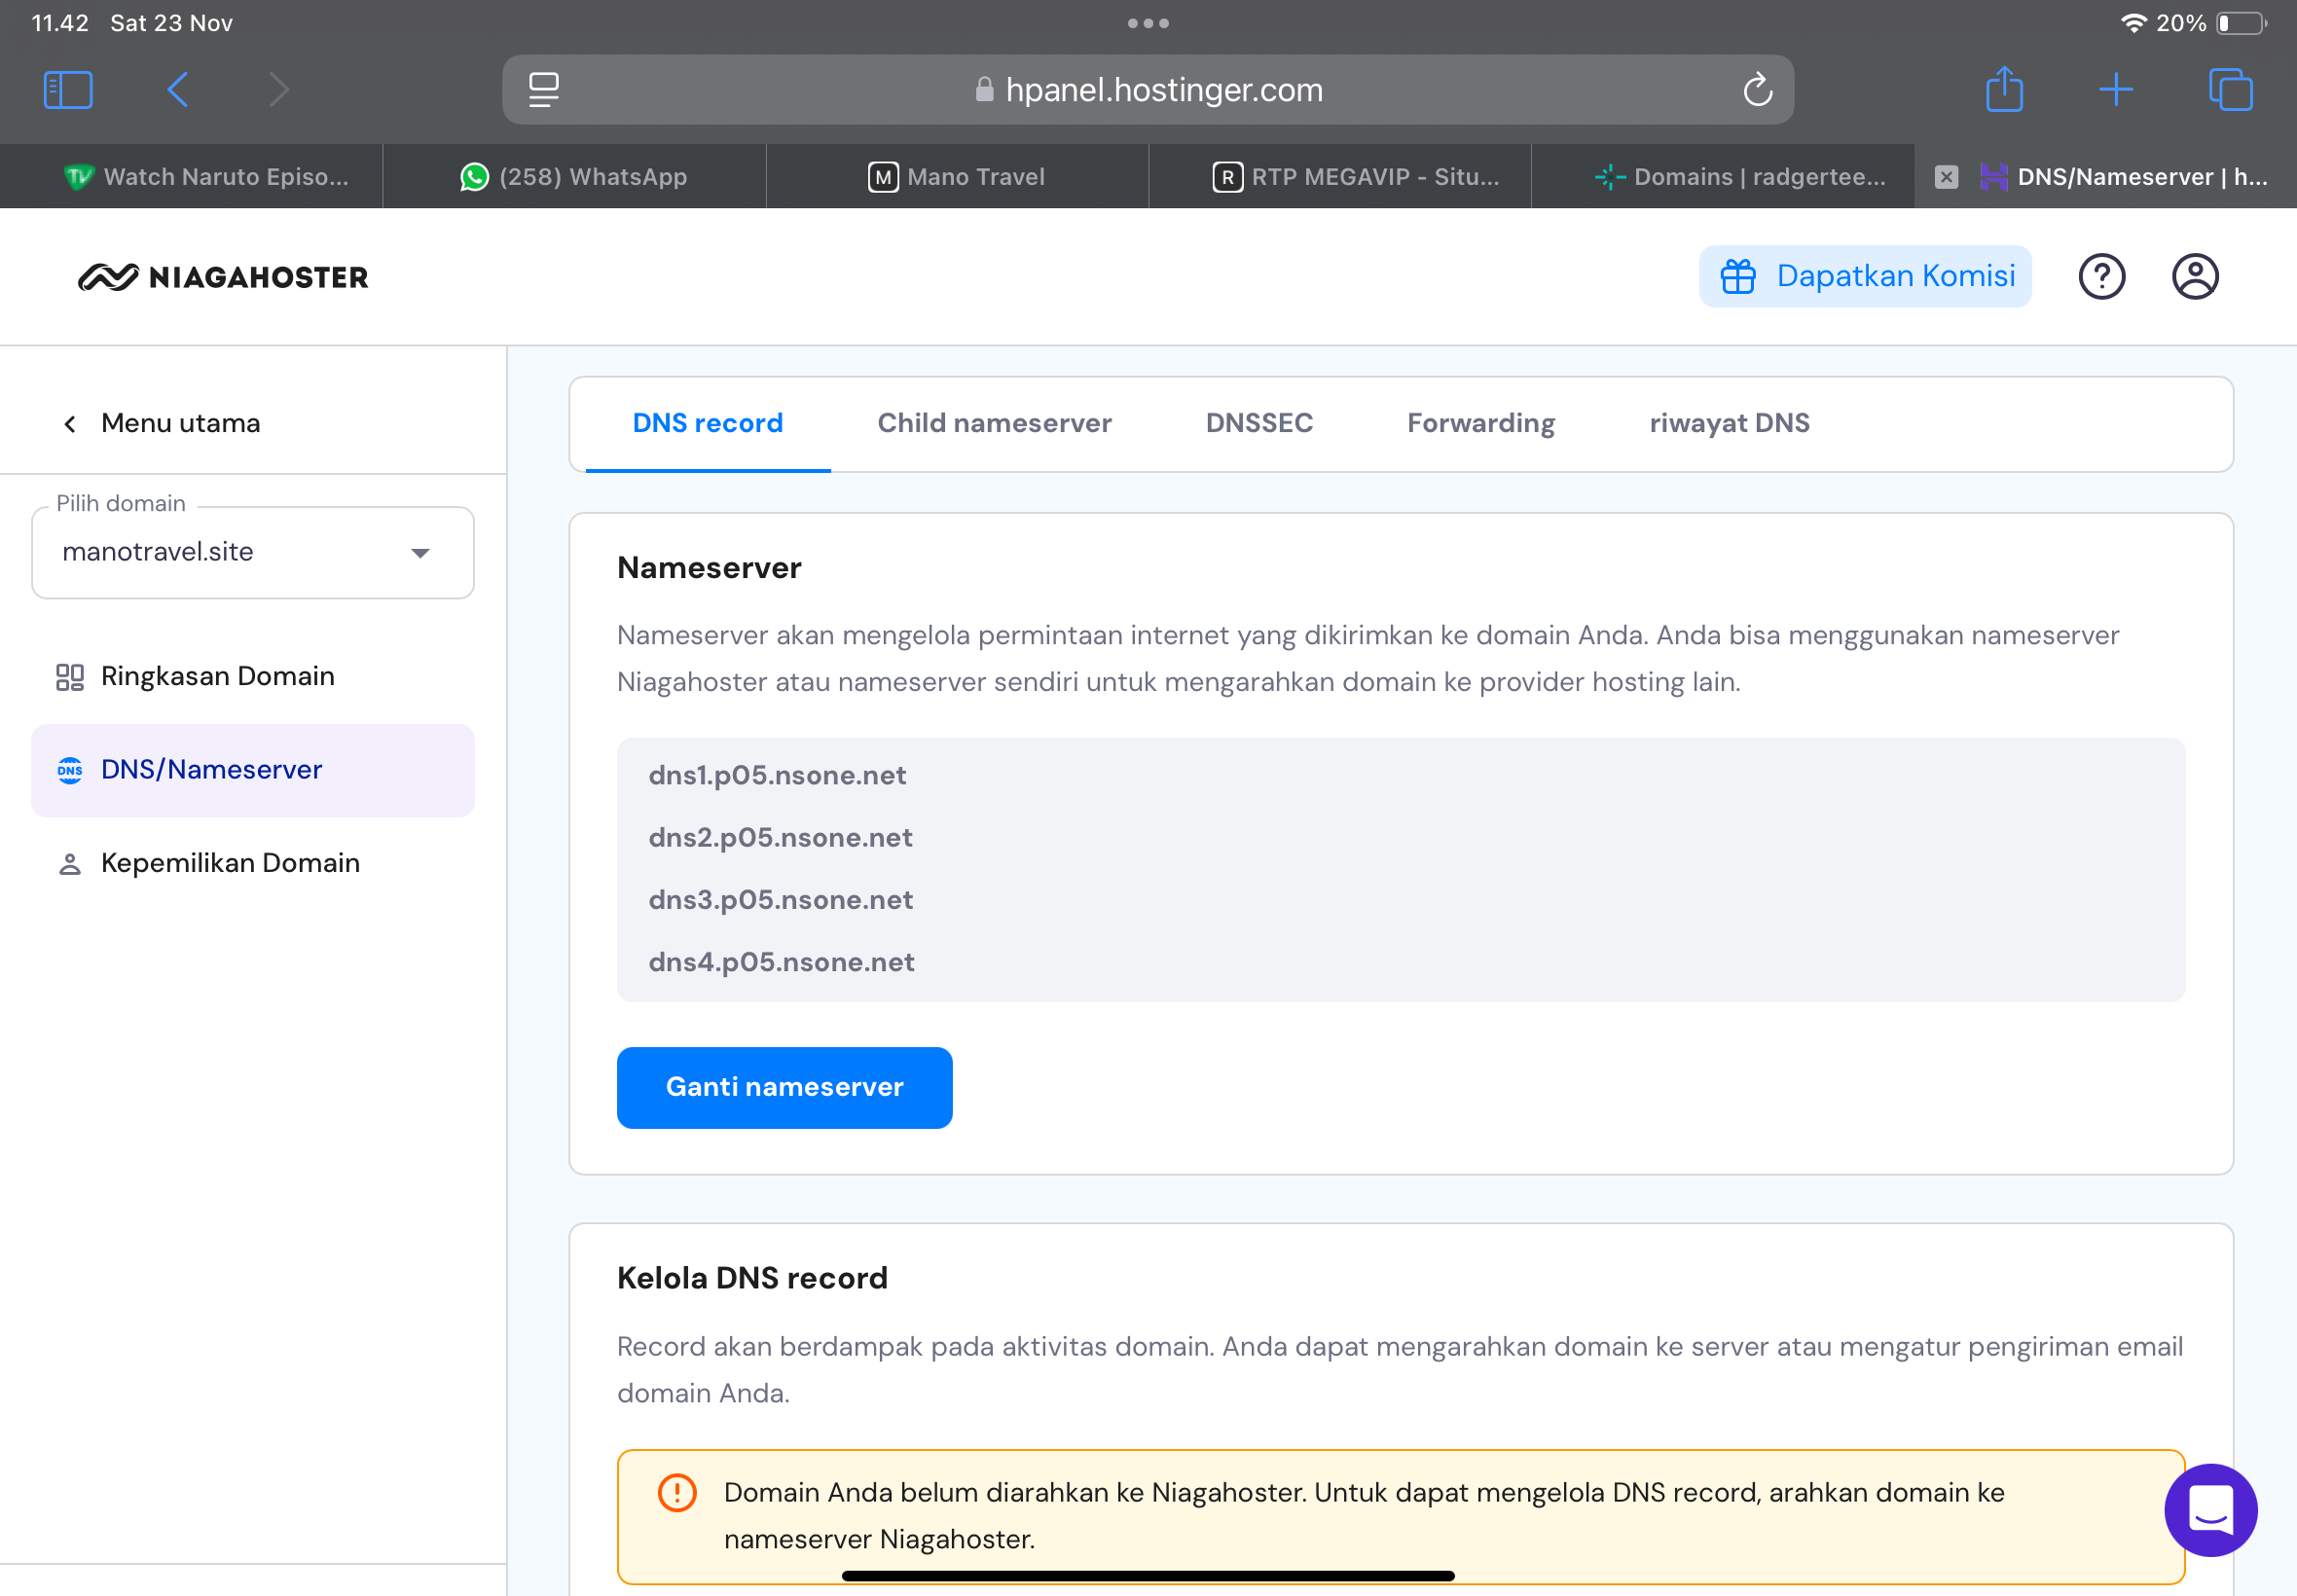 11.42 Sat 23 Nov
20%
hpanel.hostinger.com
TV Watch Naruto Episo...
(258) WhatsApp
M Mano Travel
R RTP MEGAVIP - Situ...
Domains | radgertee...
DNS/Nameserver | h...
NIAGAHOSTER
Dapatkan Komisi
Menu utama
Pilih domain
manotravel.site
Ringkasan Domain
DNS DNS/Nameserver
Kepemilikan Domain
DNS record
Child nameserver
DNSSEC
Forwarding
riwayat DNS
Nameserver
Nameserver akan mengelola permintaan internet yang dikirimkan ke domain Anda. Anda bisa menggunakan nameserver
Niagahoster atau nameserver sendiri untuk mengarahkan domain ke provider hosting lain.
dns1.p05.nsone.net
dns2.p05.nsone.net
dns3.p05.nsone.net
dns4.p05.nsone.net
Ganti nameserver
Kelola DNS record
Record akan berdampak pada aktivitas domain. Anda dapat mengarahkan domain ke server atau mengatur pengiriman email
domain Anda.
Domain Anda belum diarahkan ke Niagahoster. Untuk dapat mengelola DNS record, arahkan domain ke
nameserver Niagahoster.